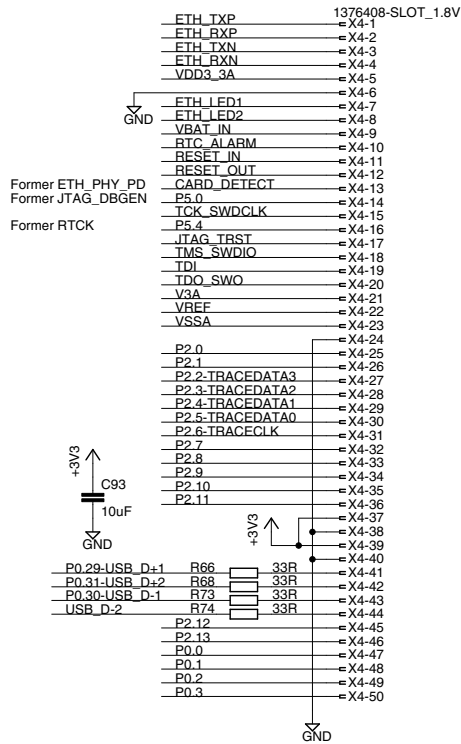 1376408-SLOT_1.8V
ETH_TXP X4-1
ETH_RXP X4-2
ETH_TXN X4-3
ETH_RXN X4-4
VDD3_3A X4-5
X4-6
GND
ETH_LED1 X4-7
ETH_LED2 X4-8
VBAT_IN X4-9
RTC_ALARM X4-10
RESET_IN X4-11
RESET_OUT X4-12
Former ETH_PHY_PD CARD_DETECT X4-13
Former JTAG_DBGEN P5.0 X4-14
TCK_SWDCLK X4-15
Former RTCK P5.4 X4-16
JTAG_TRST X4-17
TMS_SWDIO X4-18
TDI X4-19
TDO_SWO X4-20
V3A X4-21
VREF X4-22
VSSA X4-23
X4-24
P2.0 X4-25
P2.1 X4-26
P2.2-TRACEDATA3 X4-27
P2.3-TRACEDATA2 X4-28
P2.4-TRACEDATA1 X4-29
P2.5-TRACEDATA0 X4-30
P2.6-TRACECLK X4-31
P2.7 X4-32
P2.8 X4-33
P2.9 X4-34
P2.10 X4-35
P2.11 X4-36
+3V3
C93
10uF
GND
+3V3
X4-37
X4-38
X4-39
X4-40
P0.29-USB_D+1 R66 33R X4-41
P0.31-USB_D+2 R68 33R X4-42
P0.30-USB_D-1 R73 33R X4-43
USB_D-2 R74 33R X4-44
P2.12 X4-45
P2.13 X4-46
P0.0 X4-47
P0.1 X4-48
P0.2 X4-49
P0.3 X4-50
GND